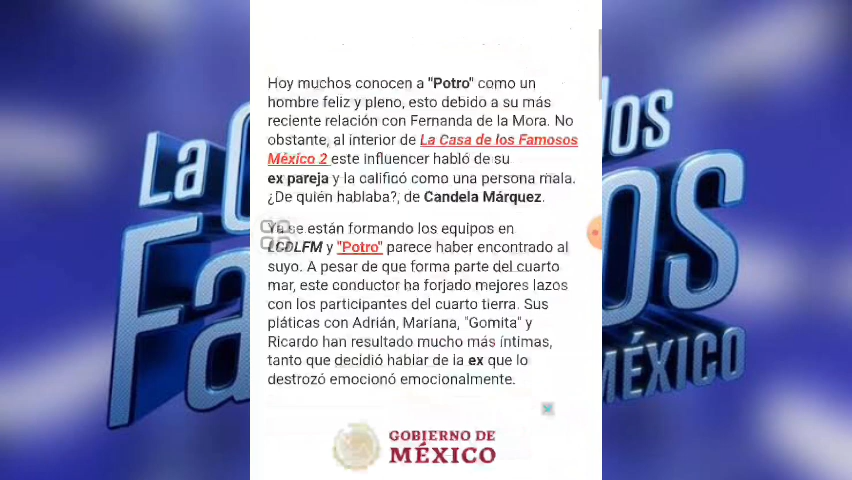 Hoy muchos conocen a "Potro" como un
hombre feliz y pleno, esto debido a su más
reciente relación con Fernanda de la Mora. No
obstante, al interior de La Casa de los Famosos
México 2 este influencer habló de su
ex pareja y la calificó como una persona mala.
¿De quién hablaba?, de Candela Márquez.
Ya se están formando los equipos en
LCDLFM y "Potro" parece haber encontrado al
suyo. A pesar de que forma parte del cuarto
mar, este conductor ha forjado mejores lazos
con los participantes del cuarto tierra. Sus
pláticas con Adrián, Mariana, "Gomita" y
Ricardo han resultado mucho más íntimas,
tanto que decidió hablar de la ex que lo
destrozó emocionó emocionalmente.
GOBIERNO DE
MÉXICO
La
Fa
los
os
MÉXICO